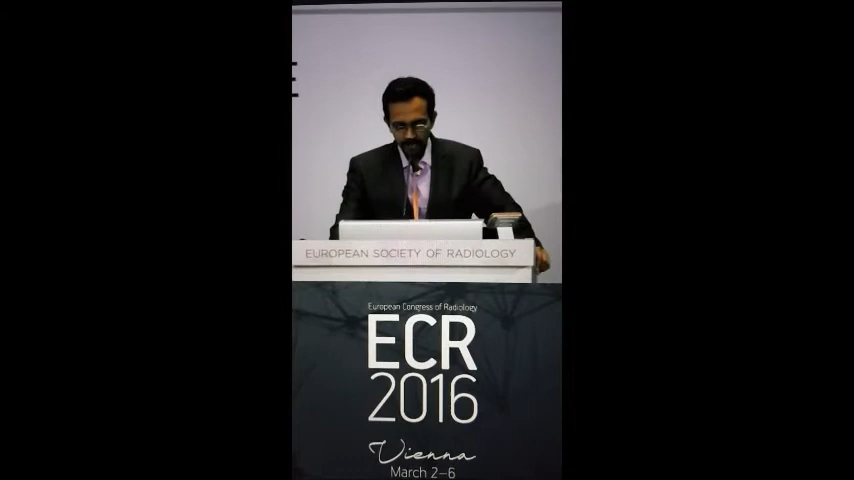 EUROPEAN SOCIETY OF RADIOLOGY
European Congress of Radiology
ECR
2016
Vienna
March 2–6